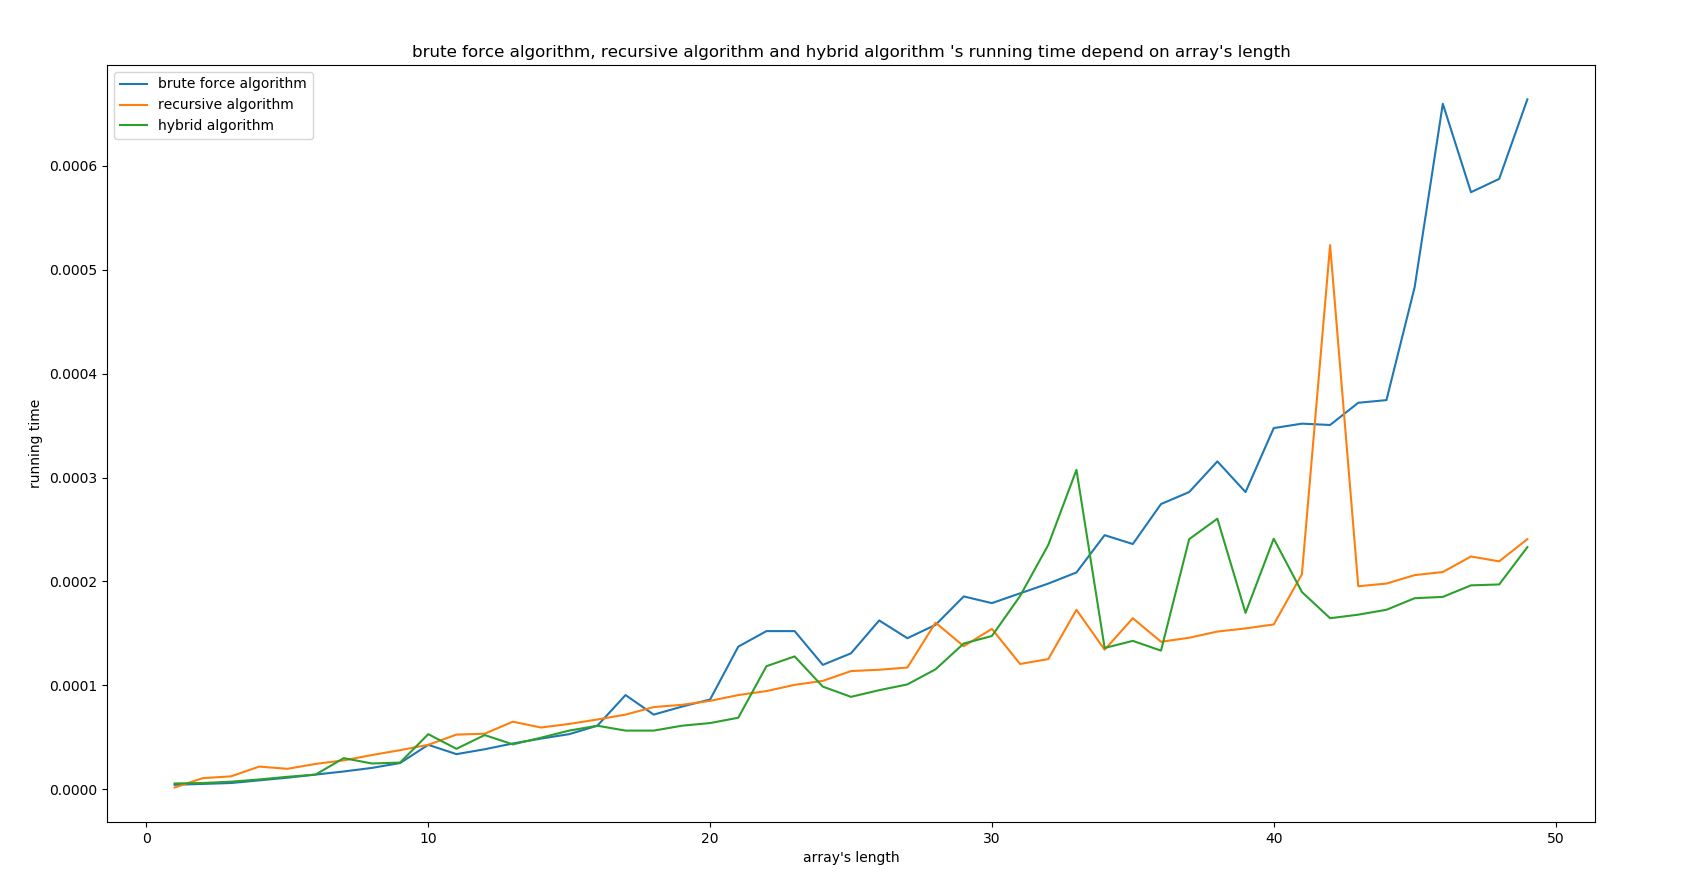 brute force algorithm, recursive algorithm and hybrid algorithm 's running time depend on array's length
brute force algorithm
recursive algorithm
hybrid algorithm
0.0006
0.0005
0.0004
0.0003
0.0002
0.0001
0.0000
running time
0 10 20 30 40 50
array's length